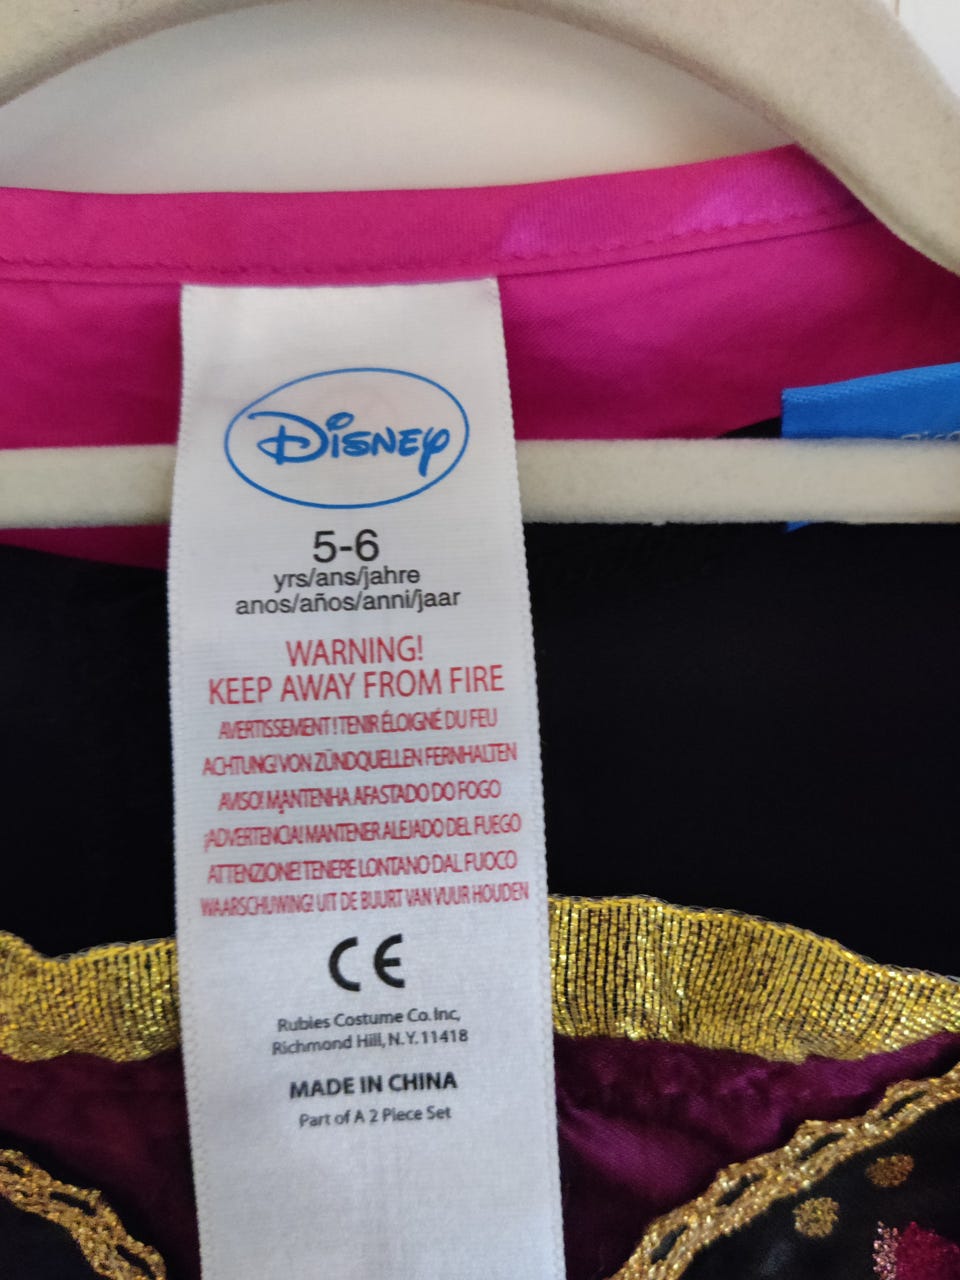 Disney
5-6
yrs/ans/jahre
anos/años/anni/jaar
WARNING!
KEEP AWAY FROM FIRE
AVERTISSEMENT ! TENIR ÉLOIGNÉ DU FEU
ACHTUNG! VON ZÜNDQUELLEN FERNHALTEN
AVISO! MANTENHA AFASTADO DO FOGO
¡ADVERTENCIA! MANTENER ALEJADO DEL FUEGO
ATTENZIONE! TENERE LONTANO DAL FUOCO
WAARSCHUWING! UIT DE BUURT VAN VUUR HOUDEN
CE
Rubies Costume Co. Inc,
Richmond Hill, N.Y. 11418
MADE IN CHINA
Part of A 2 Piece Set